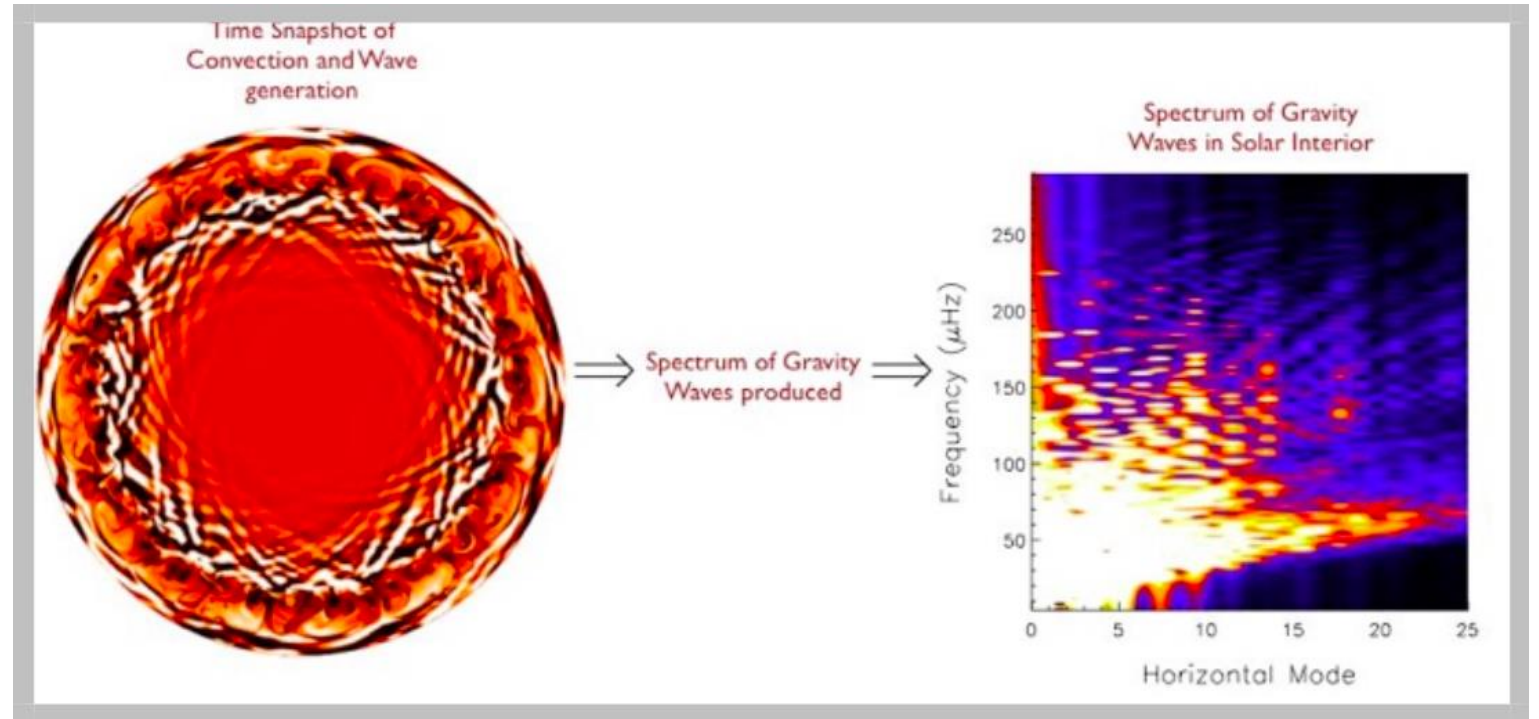 Time Snapshot of
Convection and Wave
generation
Spectrum of Gravity
Waves produced
Spectrum of Gravity
Waves in Solar Interior
Frequency (μHz)
250
200
150
100
50
0 5 10 15 20 25
Horizontal Mode